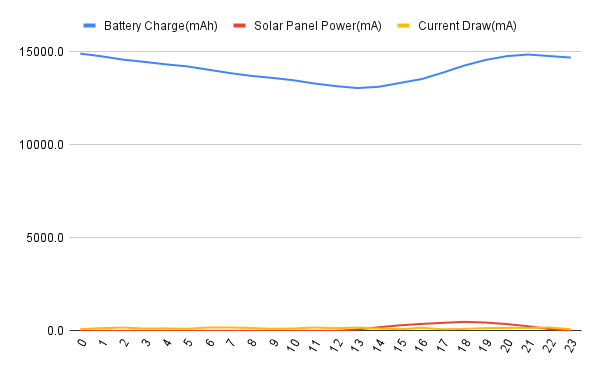 Battery Charge(mAh) Solar Panel Power(mA) Current Draw(mA)
15000.0
10000.0
5000.0
0.0
0 1 2 3 4 5 6 7 8 9 10 11 12 13 14 15 16 17 18 19 20 21 22 23